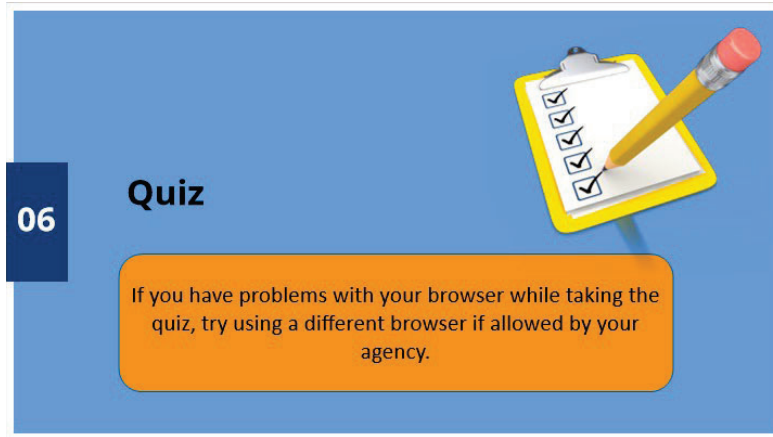 06
Quiz
If you have problems with your browser while taking the
quiz, try using a different browser if allowed by your
agency.